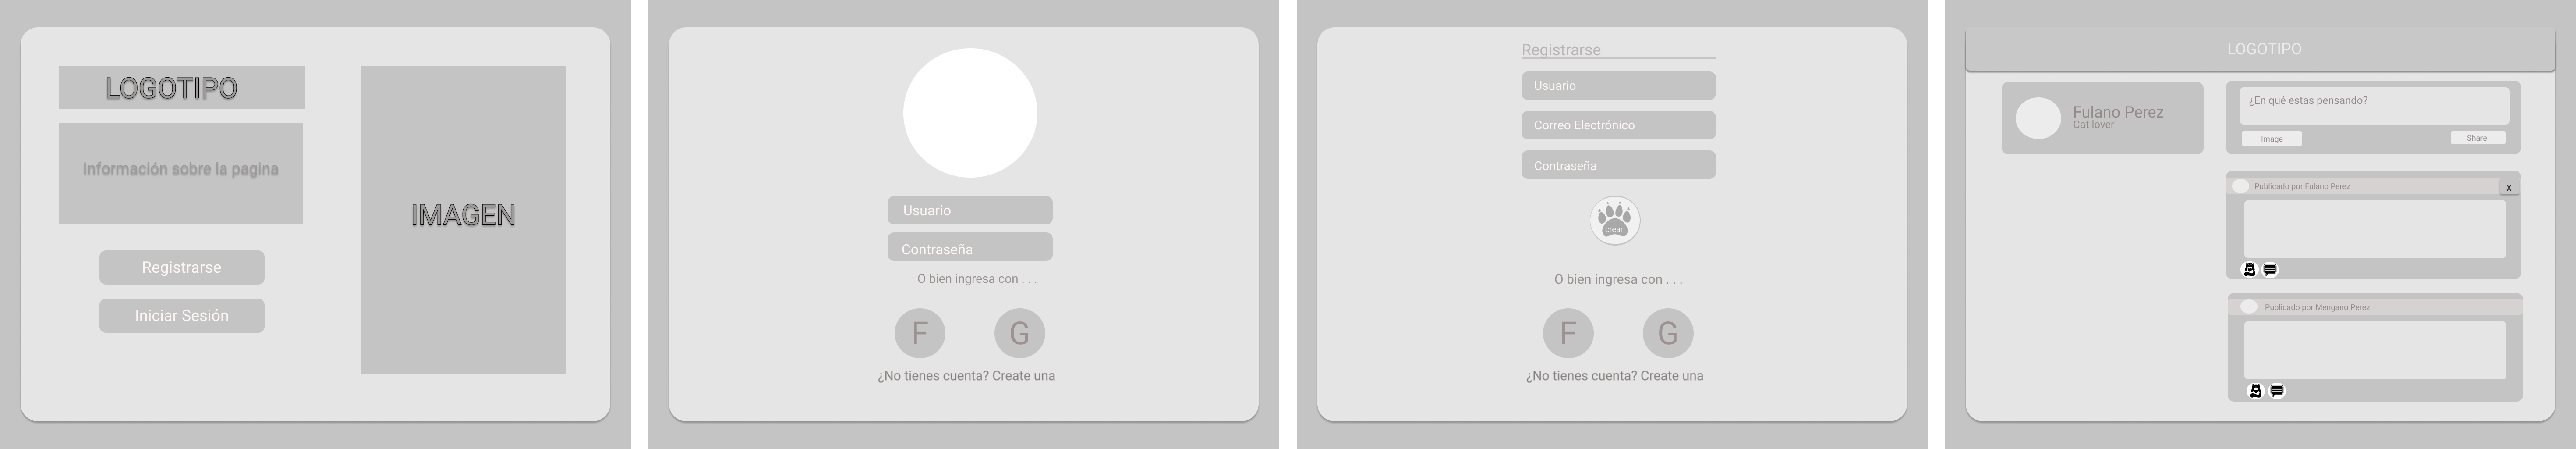 LOGOTIPO
Información sobre la pagina
Registrarse
Iniciar Sesión
IMAGEN
Usuario
Contraseña
O bien ingresa con . . .
F
G
¿No tienes cuenta? Create una
Registrarse
Usuario
Correo Electrónico
Contraseña
crear
O bien ingresa con . . .
F
G
¿No tienes cuenta? Create una
LOGOTIPO
Fulano Perez
Cat lover
¿En qué estas pensando?
Image
Share
Publicado por Fulano Perez
x
Publicado por Mengano Perez